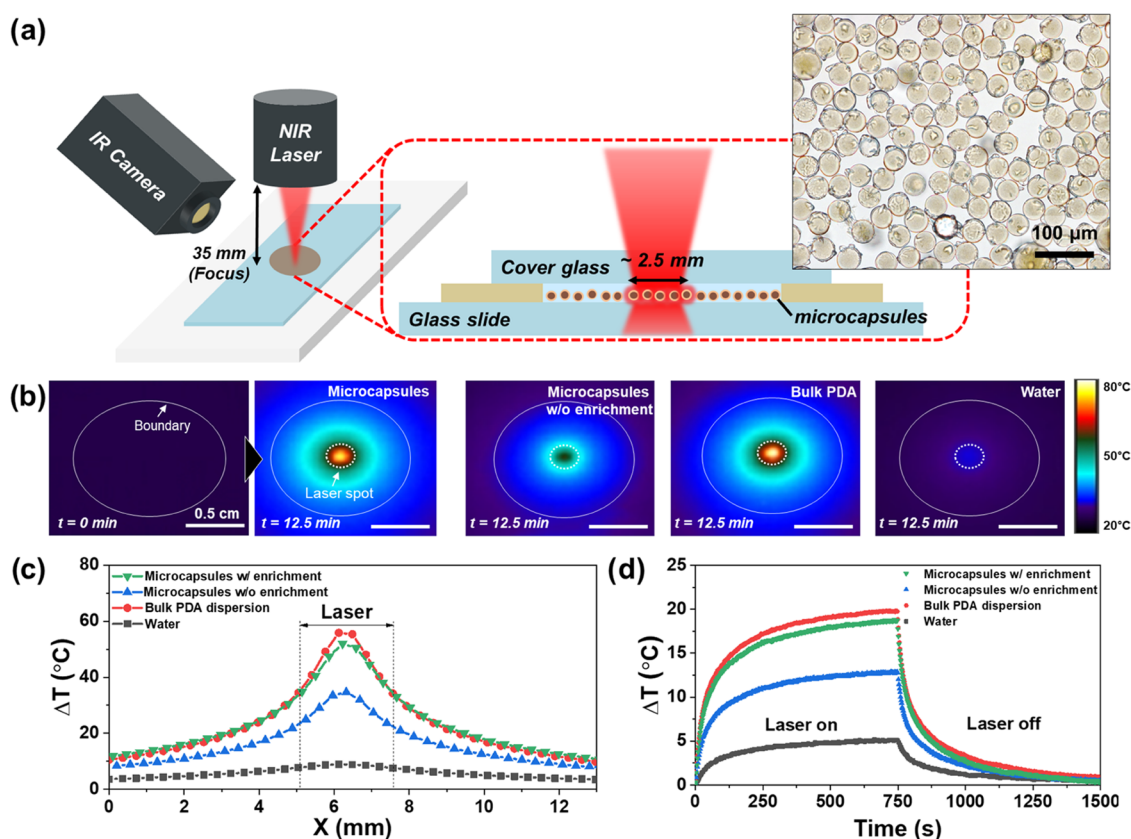 (a)
IR Camera
NIR
Laser
35 mm
(Focus)
Cover glass
~ 2.5 mm
Glass slide
microcapsules
100 µm
(b)
Boundary
0.5 cm
t = 0 min
Microcapsules
Laser spot
t = 12.5 min
Microcapsules
w/o enrichment
t = 12.5 min
Bulk PDA
t = 12.5 min
Water
t = 12.5 min
80°C
50°C
20°C
(c)
Microcapsules w/ enrichment
Microcapsules w/o enrichment
Bulk PDA dispersion
Water
Laser
ΔT (°C)
80
60
40
20
0
0 2 4 6 8 10 12
X (mm)
(d)
Microcapsules w/ enrichment
Microcapsules w/o enrichment
Bulk PDA dispersion
Water
Laser on
Laser off
ΔT (°C)
25
20
15
10
5
0
0 250 500 750 1000 1250 1500
Time (s)